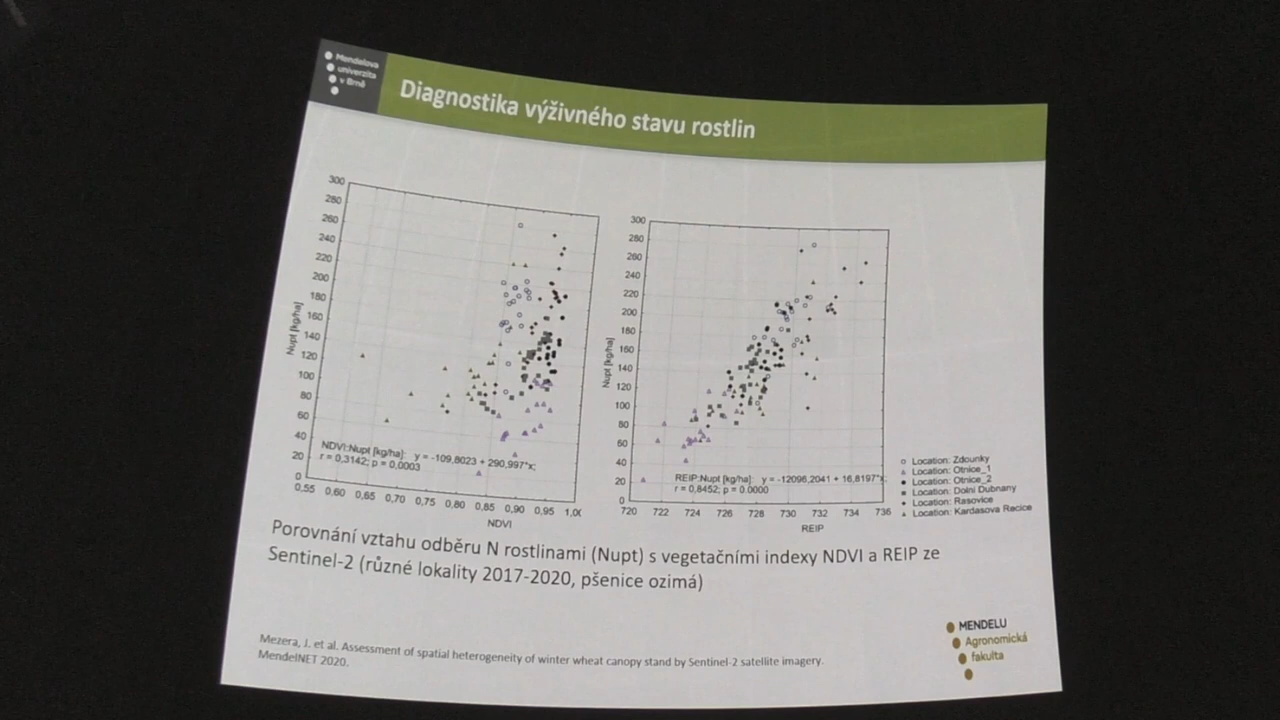 Mendelova
univerzita
v Brně
Diagnostika výživného stavu rostlin
300
280
260
240
220
200
180
160
140
120
100
80
60
40
20
0
Nupt [kg/ha]
NDVI:Nupt [kg/ha]: y = -109,8023 + 290,997*x;
r = 0,3142; p = 0,0003
0,55 0,60 0,65 0,70 0,75 0,80 0,85 0,90 0,95 1,00
NDVI
300
280
260
240
220
200
180
160
140
120
100
80
60
40
20
0
Nupt [kg/ha]
REIP:Nupt [kg/ha]: y = -12096,2041 + 16,8197*x;
r = 0,8452; p = 0.0000
720 722 724 726 728 730 732 734 736
REIP
Location: Zdounky
Location: Otnice_1
Location: Otnice_2
Location: Dolni Dubnany
Location: Rasovice
Location: Kardasova Recice
Porovnání vztahu odběru N rostlinami (Nupt) s vegetačními indexy NDVI a REIP ze
Sentinel-2 (různé lokality 2017-2020, pšenice ozimá)
Mezera, J. et al. Assessment of spatial heterogeneity of winter wheat canopy stand by Sentinel-2 satellite imagery.
MendelNET 2020.
MENDELU
Agronomická
fakulta